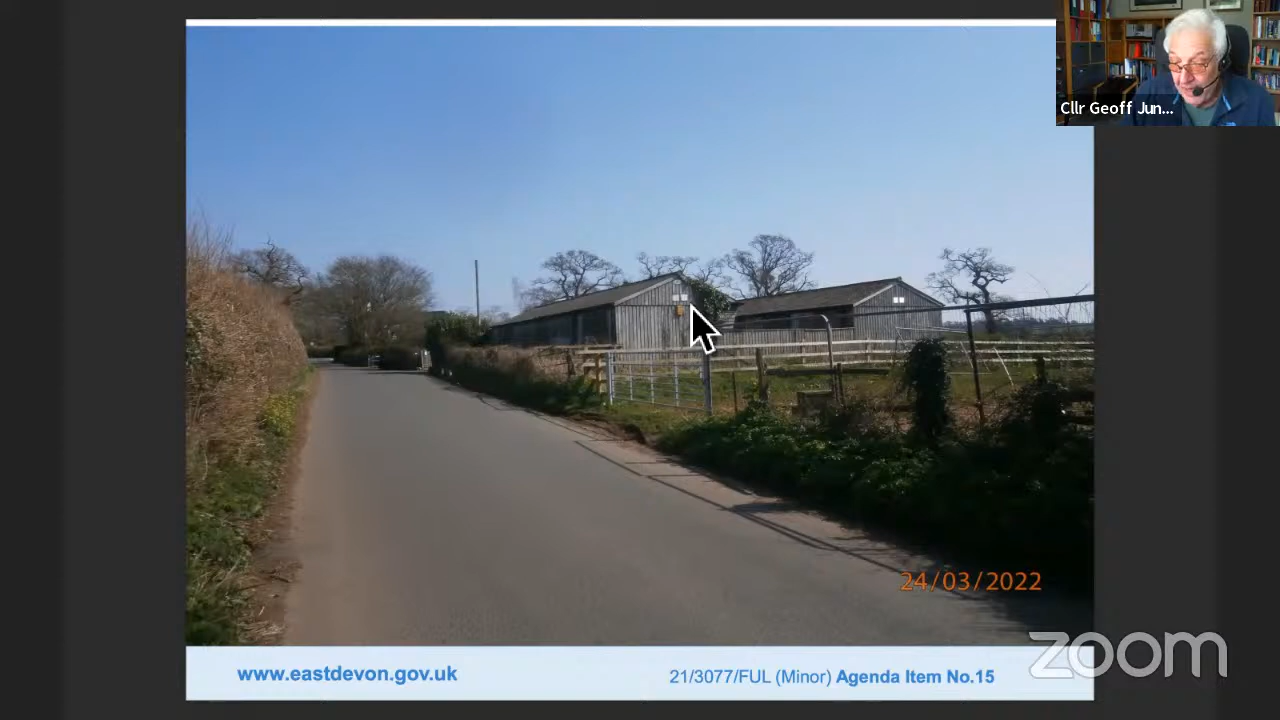 Cllr Geoff Jun...
24/03/2022
www.eastdevon.gov.uk
21/3077/FUL (Minor) Agenda Item No.15
zoom